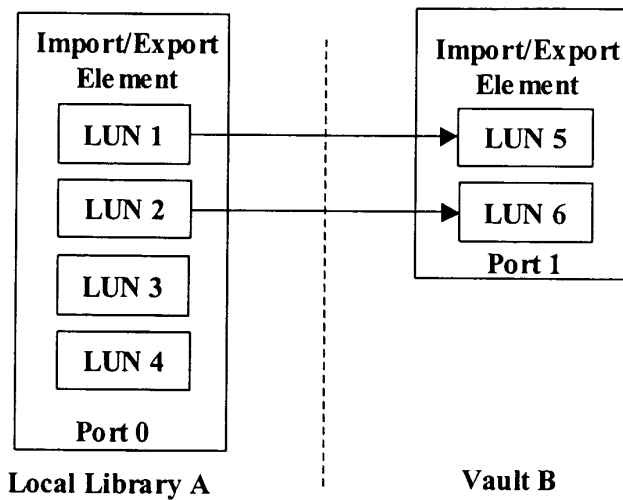 Import/Export
Element
LUN 1
LUN 2
LUN 3
LUN 4
Port 0
Local Library A
Import/Export
Element
LUN 5
LUN 6
Port 1
Vault B